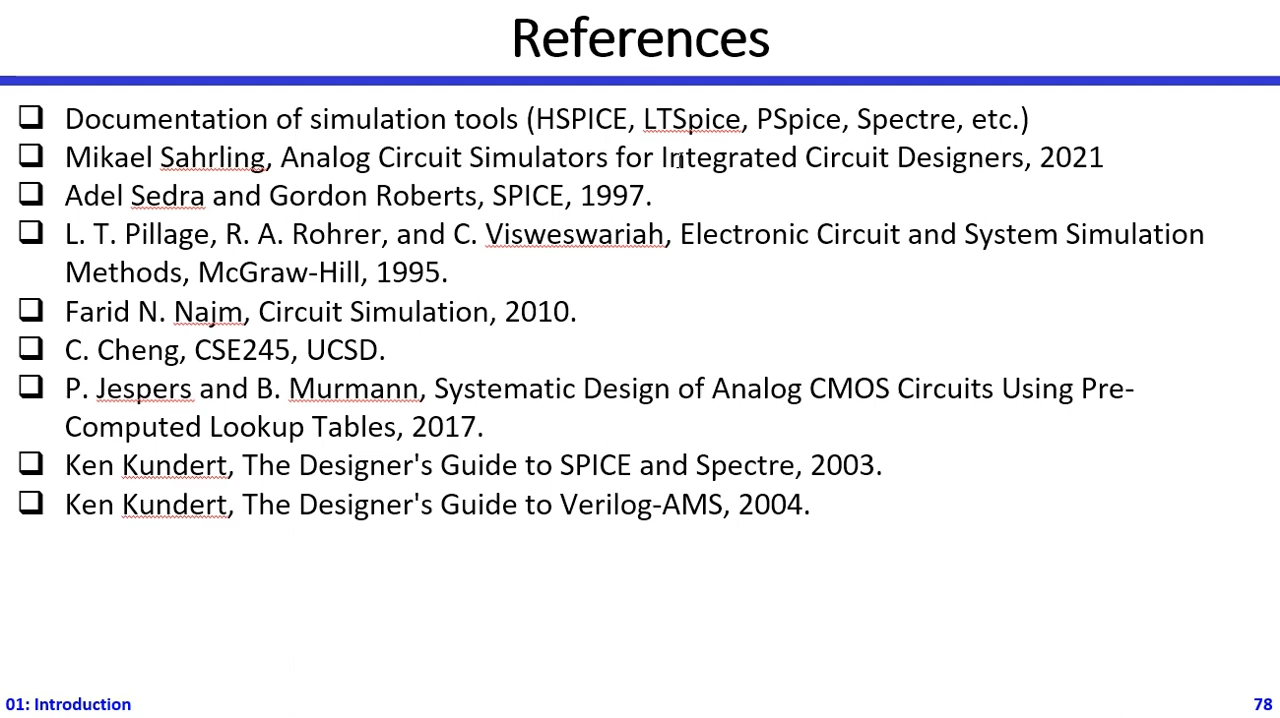 References
❑ Documentation of simulation tools (HSPICE, LTSpice, PSpice, Spectre, etc.)
❑ Mikael Sahrling, Analog Circuit Simulators for Integrated Circuit Designers, 2021
❑ Adel Sedra and Gordon Roberts, SPICE, 1997.
❑ L. T. Pillage, R. A. Rohrer, and C. Visweswariah, Electronic Circuit and System Simulation
Methods, McGraw-Hill, 1995.
❑ Farid N. Najm, Circuit Simulation, 2010.
❑ C. Cheng, CSE245, UCSD.
❑ P. Jespers and B. Murmann, Systematic Design of Analog CMOS Circuits Using Pre-
Computed Lookup Tables, 2017.
❑ Ken Kundert, The Designer's Guide to SPICE and Spectre, 2003.
❑ Ken Kundert, The Designer's Guide to Verilog-AMS, 2004.
01: Introduction
78